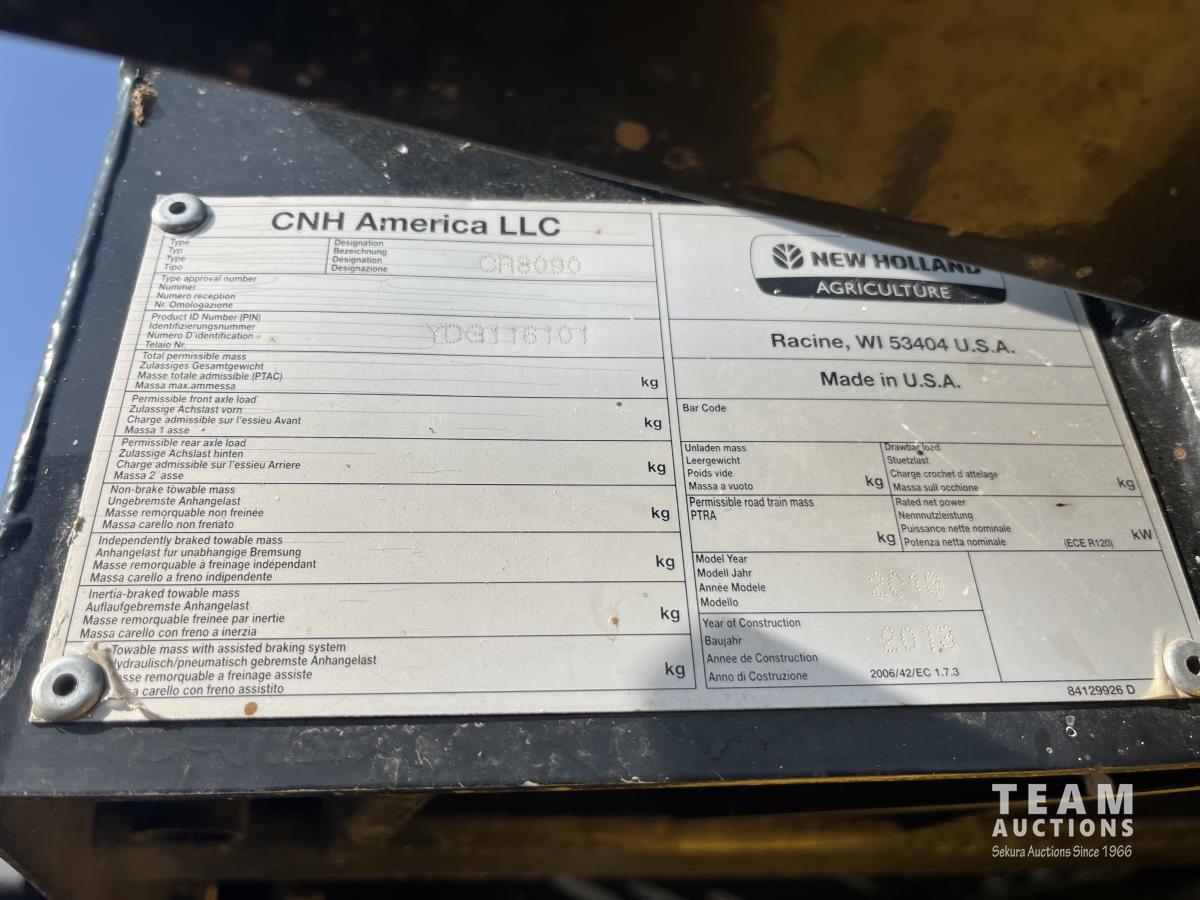 CNH America LLC
Type
Typ
Type
Tipo
Designation
Bezeichnung
Designation
Designazione
CR8090
Type approval number
Nummer
Numero reception
Nr. Omologazione
Product ID Number (PIN)
Identifizierungsnummer
Numero D'identification
Telaio Nr.
YDG116101
Total permissible mass
Zulassiges Gesamtgewicht
Masse totale admissible (PTAC)
Massa max.ammessa
kg
Permissible front axle load
Zulassige Achslast vorn
Charge admissible sur l'essieu Avant
Massa 1 asse
kg
Permissible rear axle load
Zulassige Achslast hinten
Charge admissible sur l'essieu Arriere
Massa 2 asse
kg
Non-brake towable mass
Ungebremste Anhangelast
Masse remorquable non freinée
Massa carello non frenato
kg
Independently braked towable mass
Anhangelast fur unabhangige Bremsung
Masse remorquable à freinage indépendant
Massa carello a freno indipendente
kg
Inertia-braked towable mass
Auflaufgebremste Anhangelast
Masse remorquable freinee par inertie
Massa carello con freno a inerzia
kg
Towable mass with assisted braking system
ydraulisch/pneumatisch gebremste Anhangelast
sse remorquable a freinage assiste
sa carello con freno assistito
kg
NEW HOLLAND
AGRICULTURE
Racine, WI 53404 U.S.A.
Made in U.S.A.
Bar Code
Unladen mass
Leergewicht
Poids vide
Massa a vuoto
kg
Drawbar load
Stuetzlast
Charge crochet d attelage
Massa sull occhione
kg
Permissible road train mass
PTRA
kg
Rated net power
Nennnutzleistung
Puissance nette nominale
Potenza netta nominale
(ECE R120)
kW
Model Year
Modell Jahr
Année Modele
Modello
2013
Year of Construction
Baujahr
Année de Construction
Anno di Costruzione
2013
2006/42/EC 1.7.3
84129926 D
TEAM
AUCTIONS
Sekura Auctions Since 1966